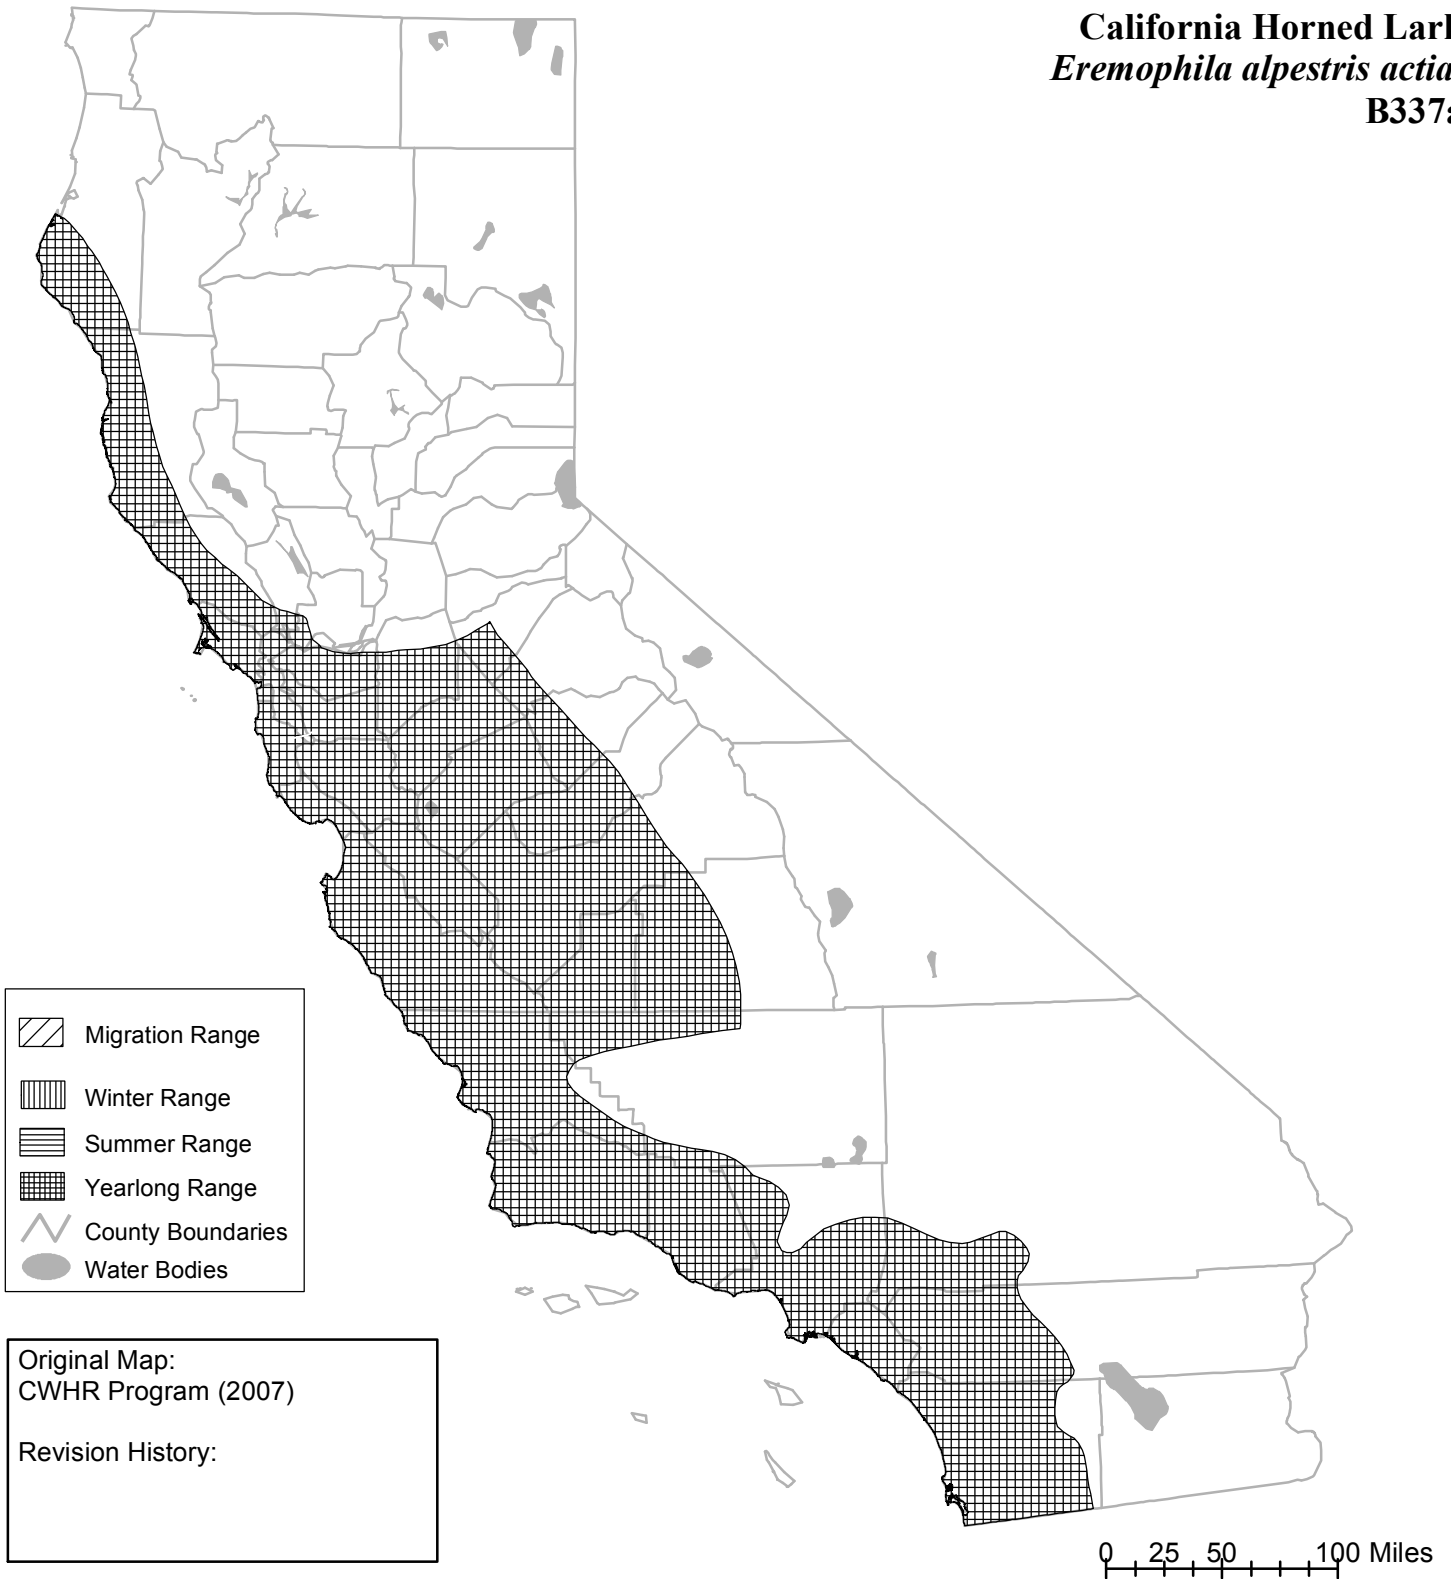 California Horned Lark
Eremophila alpestris actia
B337a
Migration Range
Winter Range
Summer Range
Yearlong Range
County Boundaries
Water Bodies
Original Map:
CWHR Program (2007)
Revision History:
0 25 50 100 Miles